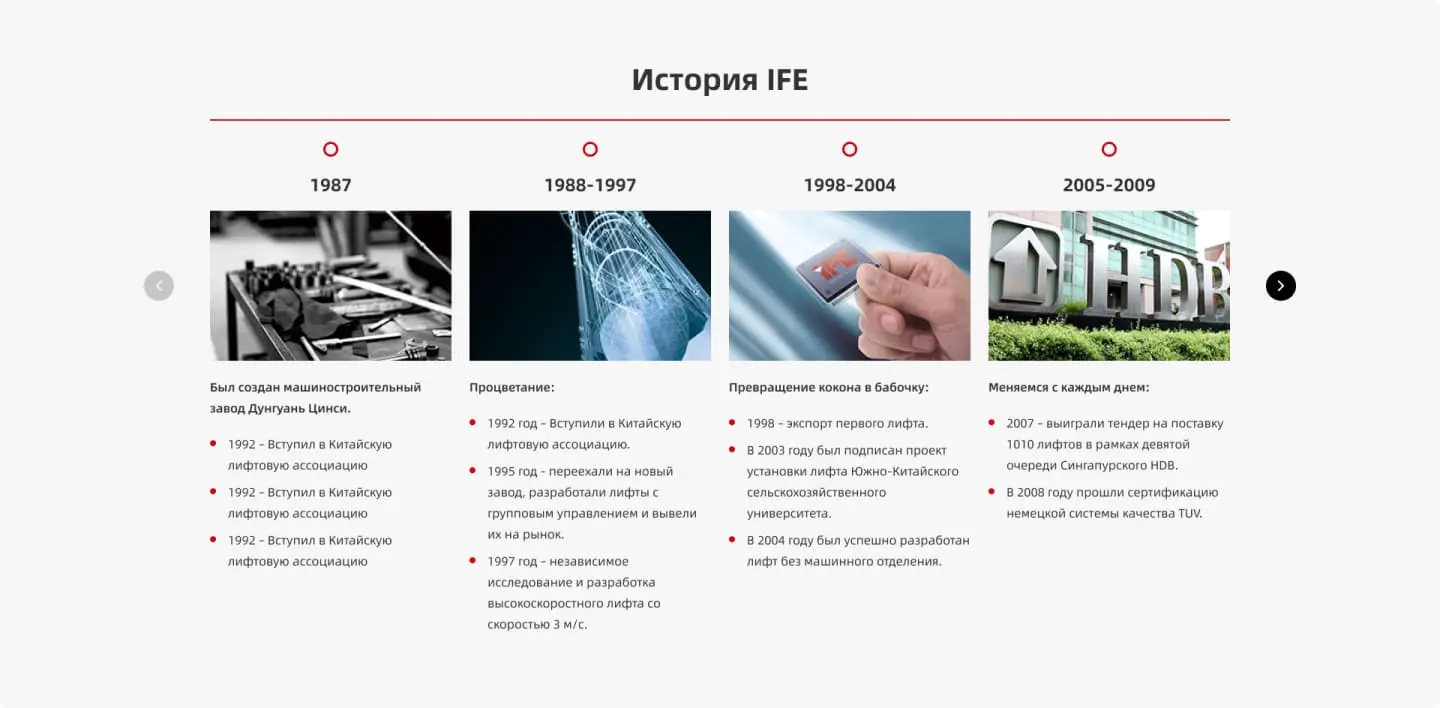 История IFE
1987
Был создан машиностроительный
завод Дунгуань Цинси.
1992 – Вступил в Китайскую
лифтовую ассоциацию
1992 – Вступил в Китайскую
лифтовую ассоциацию
1992 – Вступил в Китайскую
лифтовую ассоциацию
1988-1997
Процветание:
1992 год – Вступили в Китайскую
лифтовую ассоциацию.
1995 год - переехали на новый
завод, разработали лифты с
групповым управлением и вывели
их на рынок.
1997 год – независимое
исследование и разработка
высокоскоростного лифта со
скоростью 3 м/с.
1998-2004
IFE
Превращение кокона в бабочку:
1998 – экспорт первого лифта.
В 2003 году был подписан проект
установки лифта Южно-Китайского
сельскохозяйственного
университета.
В 2004 году был успешно разработан
лифт без машинного отделения.
2005-2009
HDB
Меняемся с каждым днем:
2007 – выиграли тендер на поставку
1010 лифтов в рамках девятой
очереди Сингапурского HDB.
В 2008 году прошли сертификацию
немецкой системы качества TUV.